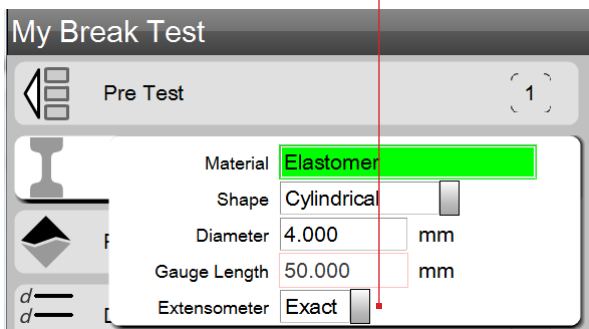 My Break Test
Pre Test 1
Material Elastomer
Shape Cylindrical
Diameter 4.000 mm
Gauge Length 50.000 mm
d
d
Extensometer Exact